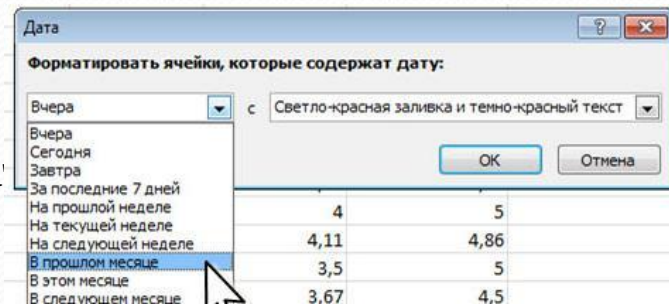 Дата
Форматировать ячейки, которые содержат дату:
Вчера с Светло-красная заливка и темно-красный текст
Вчера
Сегодня
Завтра
За последние 7 дней
На прошлой неделе
На текущей неделе
На следующей неделе
В прошлом месяце
В этом месяце
В следующем месяце
ОК Отмена
4 5
4,11 4,86
3,5 5
3,67 4,5